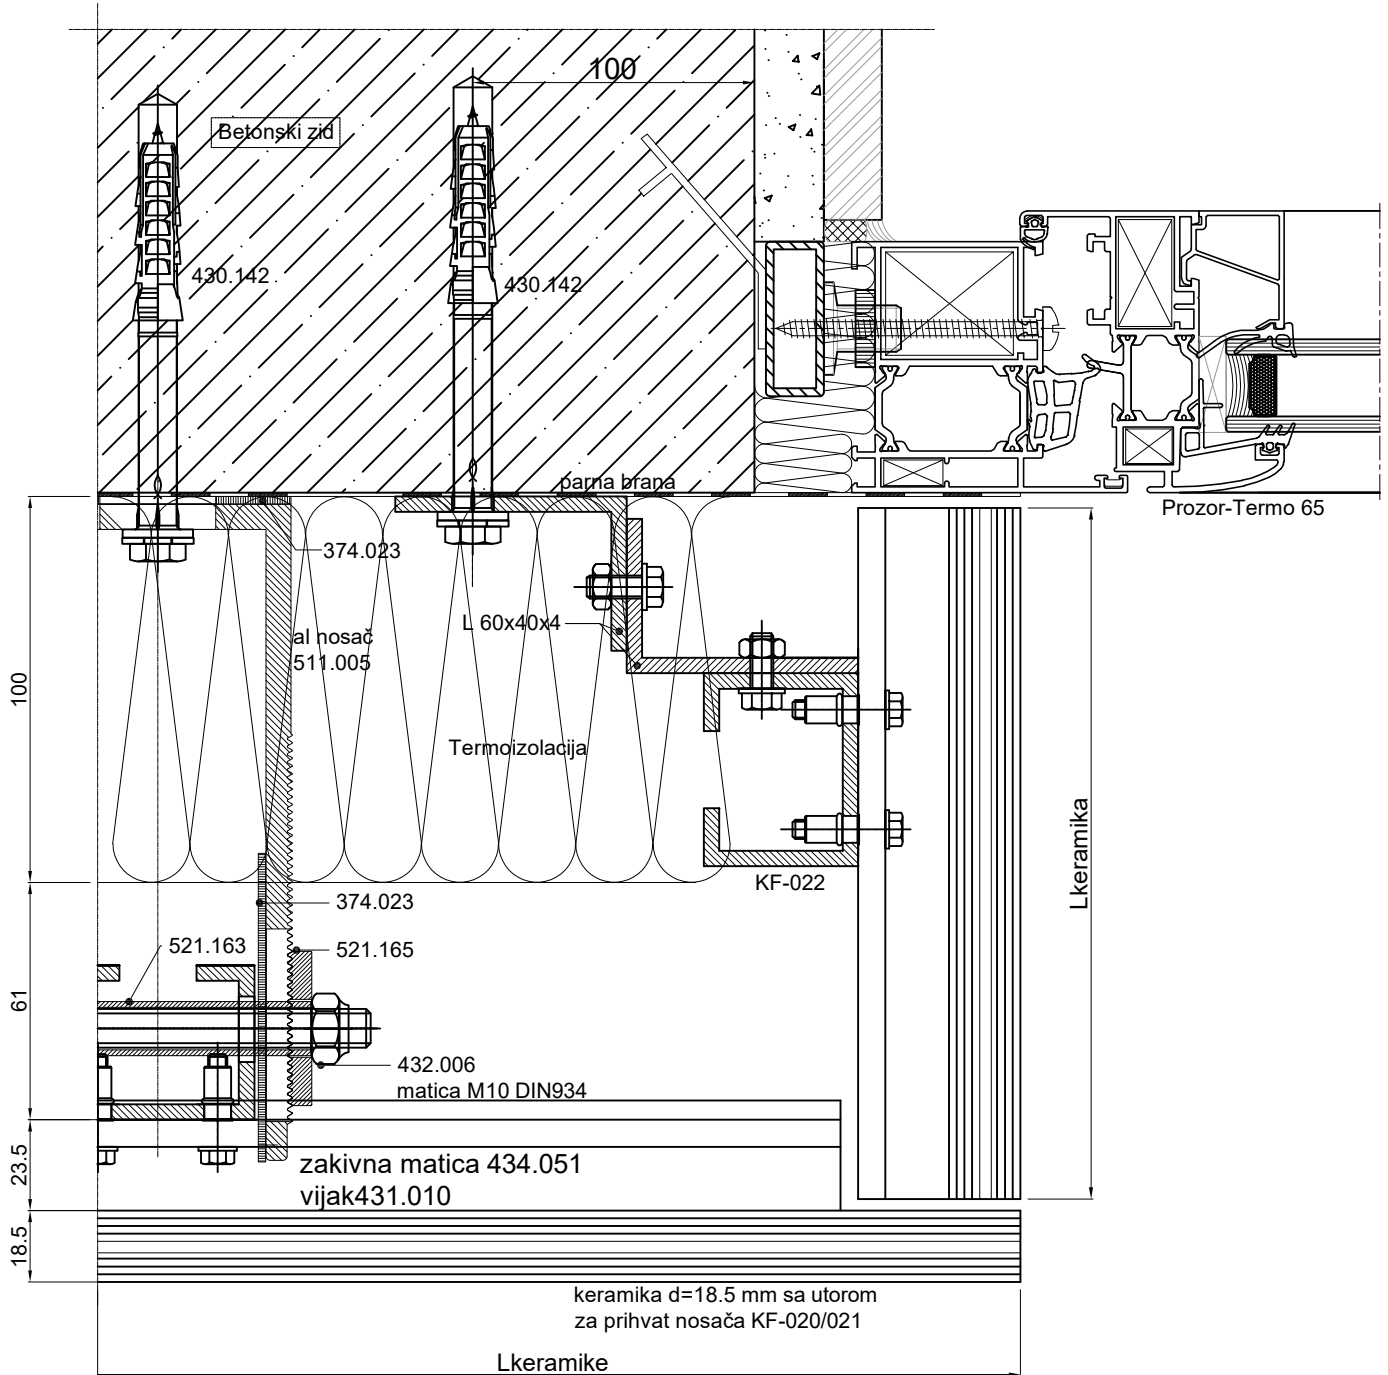 100
Betonski zid
430.142
430.142
parna brana
Prozor-Termo 65
374.023
L 60x40x4
al nosač
511.005
100
Termoizolacija
Lkeramika
KF-022
374.023
521.163
521.165
61
432.006
matica M10 DIN934
23.5
zakivna matica 434.051
vijak431.010
18.5
keramika d=18.5 mm sa utorom
za prihvat nosača KF-020/021
Lkeramike